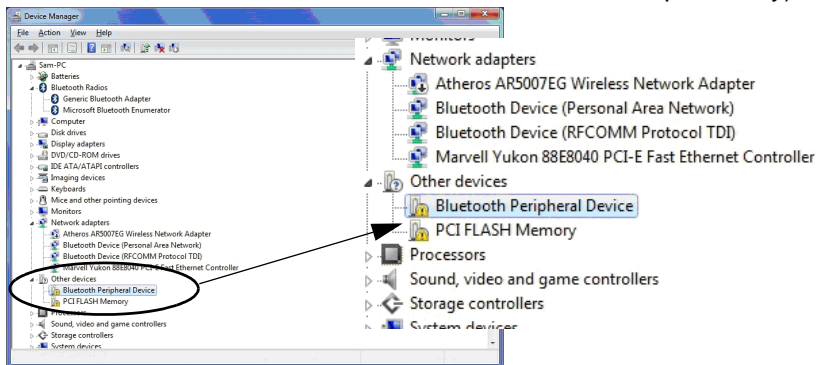 Device Manager
File Action View Help
Sam-PC
Batteries
Bluetooth Radios
Generic Bluetooth Adapter
Microsoft Bluetooth Enumerator
Computer
Disk drives
Display adapters
DVD/CD-ROM drives
IDE ATA/ATAPI controllers
Imaging devices
Keyboards
Mice and other pointing devices
Monitors
Network adapters
Atheros AR5007EG Wireless Network Adapter
Bluetooth Device (Personal Area Network)
Bluetooth Device (RFCOMM Protocol TDI)
Marvell Yukon 88E8040 PCI-E Fast Ethernet Controller
Other devices
Bluetooth Peripheral Device
PCI FLASH Memory
Processors
Sound, video and game controllers
Storage controllers
System devices
Monitors
Network adapters
Atheros AR5007EG Wireless Network Adapter
Bluetooth Device (Personal Area Network)
Bluetooth Device (RFCOMM Protocol TDI)
Marvell Yukon 88E8040 PCI-E Fast Ethernet Controller
Other devices
Bluetooth Peripheral Device
PCI FLASH Memory
Processors
Sound, video and game controllers
Storage controllers
System devices